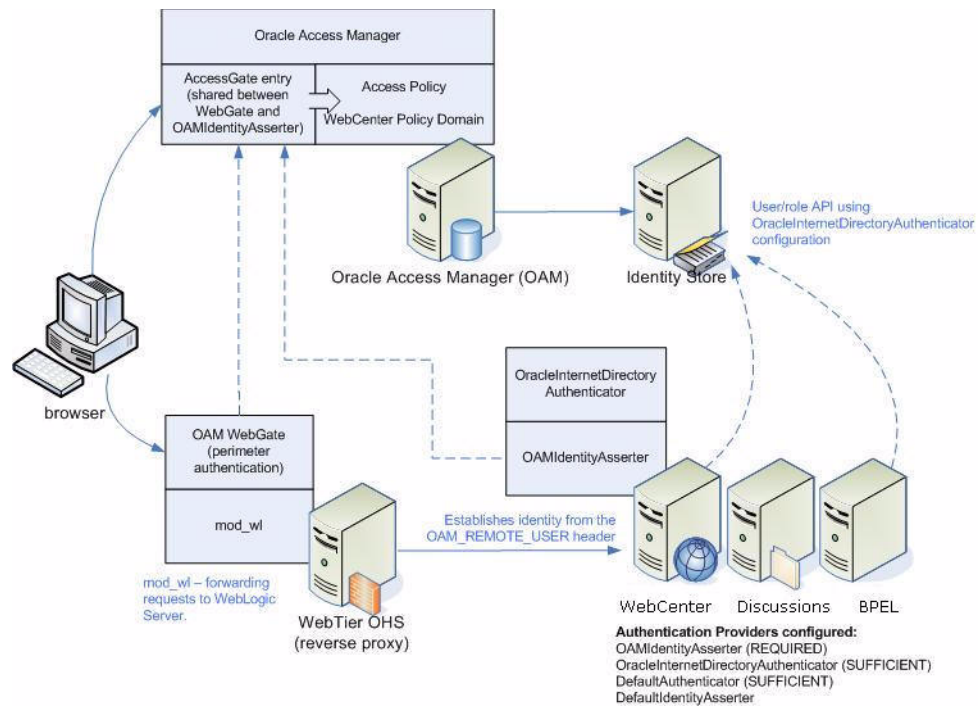 Oracle Access Manager
AccessGate entry
(shared between
WebGate and
OAMIdentityAsserter)
Access Policy
WebCenter Policy Domain
Oracle Access Manager (OAM)
Identity Store
User/role API using
OracleInternetDirectoryAuthenticator
configuration
browser
OAM WebGate
(perimeter
authentication)
mod_wl
mod_wl – forwarding
requests to WebLogic
Server.
WebTier OHS
(reverse proxy)
OracleInternetDirectory
Authenticator
OAMIdentityAsserter
Establishes identity from the
OAM_REMOTE_USER header
WebCenter
Discussions
BPEL
Authentication Providers configured:
OAMIdentityAsserter (REQUIRED)
OracleInternetDirectoryAuthenticator (SUFFICIENT)
DefaultAuthenticator (SUFFICIENT)
DefaultIdentityAsserter